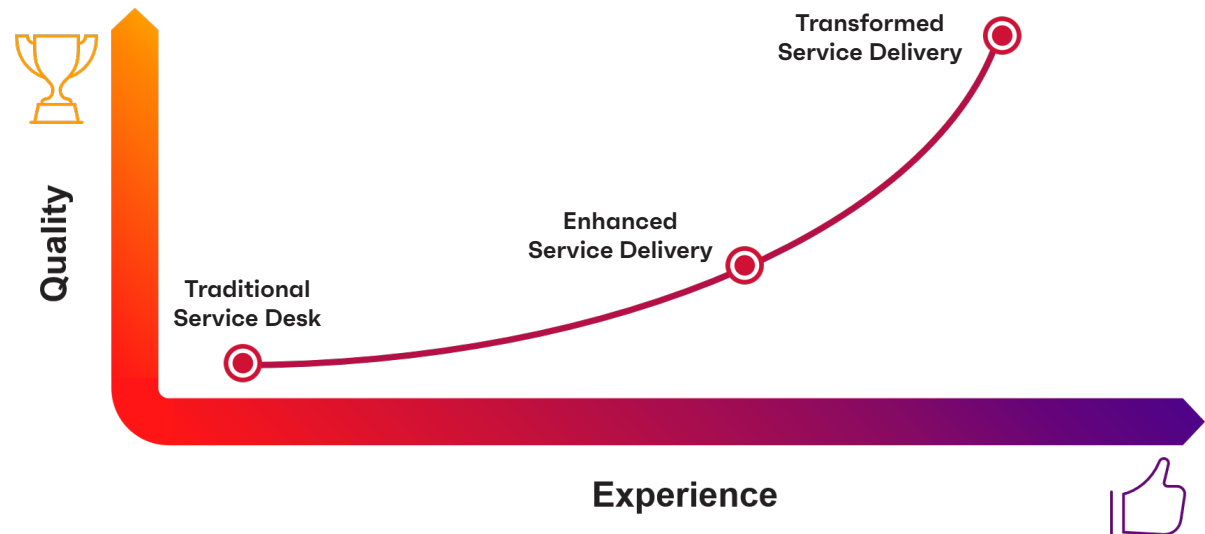 Transformed
Service Delivery
Enhanced
Service Delivery
Traditional
Service Desk
Quality
Experience